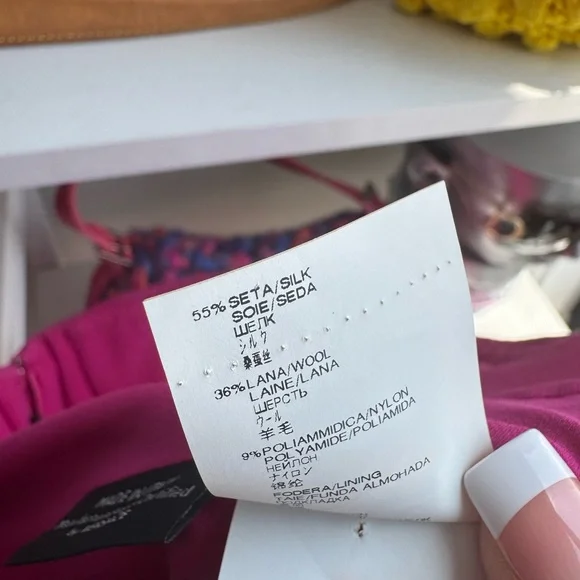 55% SETA/SILK
SOIE/SEDA
ШЕЛК
シルク
桑蚕丝
36% LANA/WOOL
LAINE/LANA
ШЕРСТЬ
ウール
羊毛
9% POLIAMMIDICA/NYLON
POLYAMIDE/POLIAMIDA
НЕЙЛОН
ナイロン
锦纶
FODERA/LINING
TAIE/FUNDA ALMOHADA